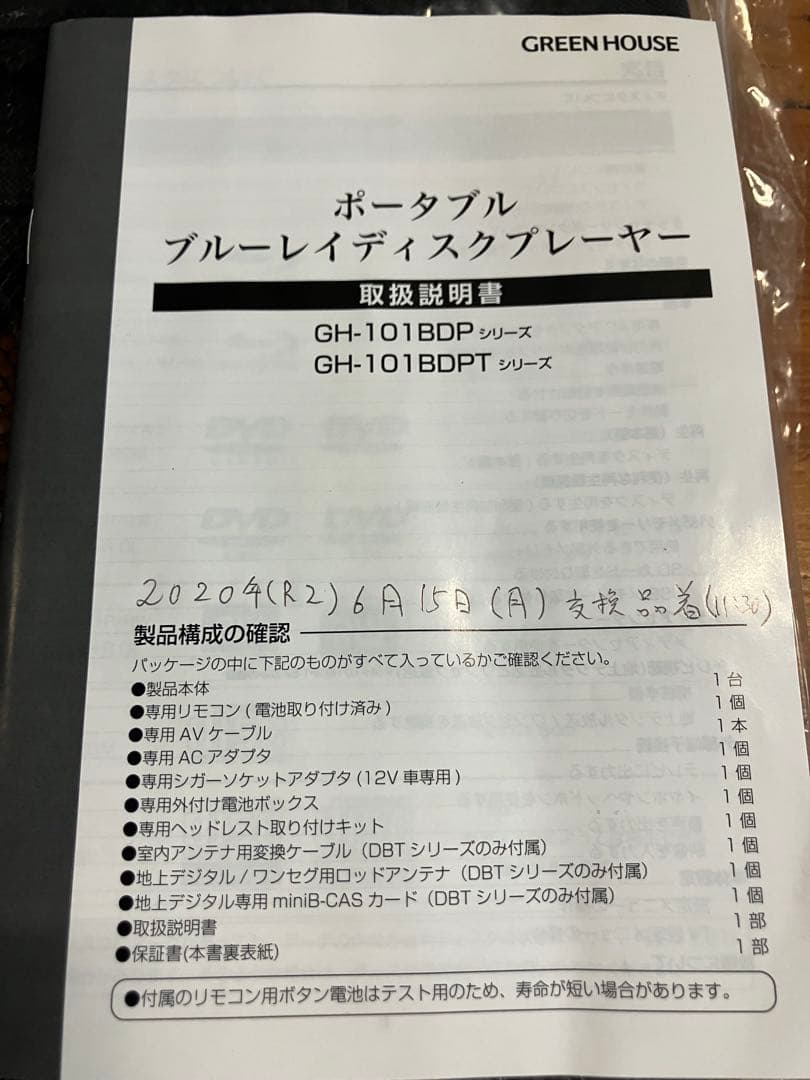 GREEN HOUSE
ポータブル
ブルーレイディスクプレーヤー
取扱説明書
GH-101BDP シリーズ
GH-101BDPT シリーズ
2020年(R2) 6月15日(月) 交換品着(11:30)
製品構成の確認
パッケージの中に下記のものがすべて入っているかご確認ください。
●製品本体 1台
●専用リモコン(電池取り付け済み) 1個
●専用AVケーブル 1本
●専用ACアダプタ 1個
●専用シガーソケットアダプタ(12V車専用) 1個
●専用外付け電池ボックス 1個
●専用ヘッドレスト取り付けキット 1個
●室内アンテナ用変換ケーブル(DBTシリーズのみ付属) 1個
●地上デジタル/ワンセグ用ロッドアンテナ(DBTシリーズのみ付属) 1個
●地上デジタル専用miniB-CASカード(DBTシリーズのみ付属) 1個
●取扱説明書 1部
●保証書(本書裏表紙) 1部
●付属のリモコン用ボタン電池はテスト用のため、寿命が短い場合があります。